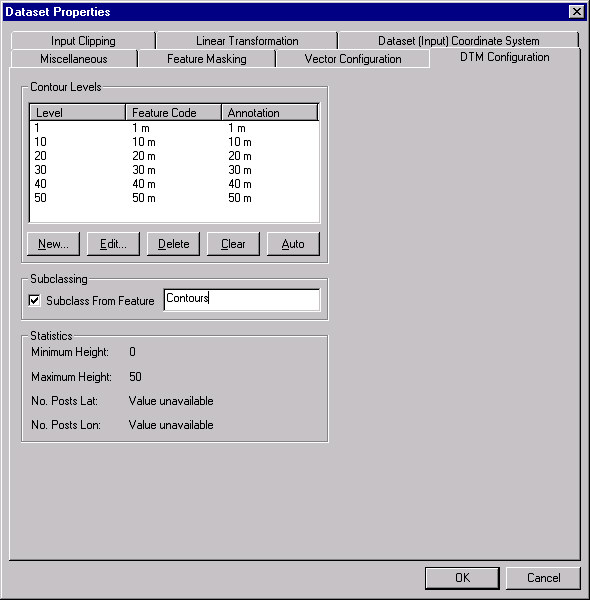 Dataset Properties
Input Clipping Linear Transformation Dataset (Input) Coordinate System
Miscellaneous Feature Masking Vector Configuration DTM Configuration
Contour Levels
Level Feature Code Annotation
1 1 m 1 m
10 10 m 10 m
20 20 m 20 m
30 30 m 30 m
40 40 m 40 m
50 50 m 50 m
New... Edit... Delete Clear Auto
Subclassing
Subclass From Feature Contours
Statistics
Minimum Height: 0
Maximum Height: 50
No. Posts Lat: Value unavailable
No. Posts Lon: Value unavailable
OK Cancel